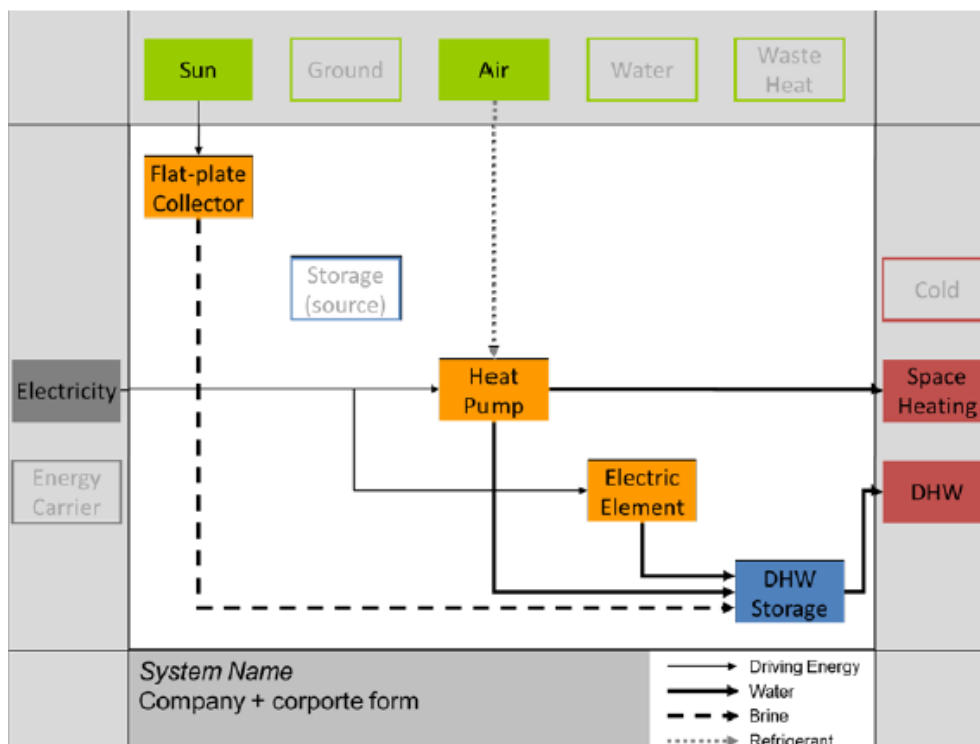 Sun
Ground
Air
Water
Waste
Heat
Flat-plate
Collector
Storage
(source)
Cold
Electricity
Heat
Pump
Space
Heating
Energy
Carrier
Electric
Element
DHW
DHW
Storage
System Name
Company + corporte form
Driving Energy
Water
Brine
Refrigerant